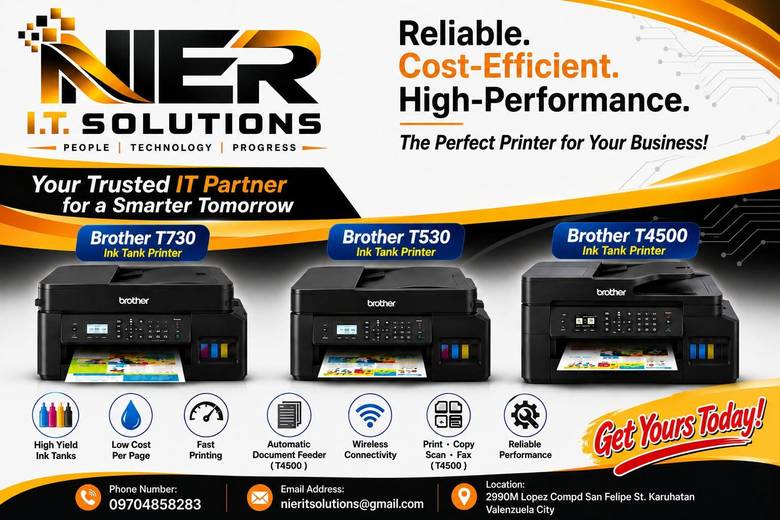 NIER
I.T. SOLUTIONS
PEOPLE | TECHNOLOGY | PROGRESS
Reliable.
Cost-Efficient.
High-Performance.
The Perfect Printer for Your Business!
Your Trusted IT Partner
for a Smarter Tomorrow
Brother T730
Ink Tank Printer
Brother T530
Ink Tank Printer
Brother T4500
Ink Tank Printer
brother
brother
brother
High Yield
Ink Tanks
Low Cost
Per Page
Fast
Printing
Automatic
Document Feeder
( T4500 )
Wireless
Connectivity
Print · Copy
Scan · Fax
( T4500 )
Reliable
Performance
Get Yours Today!
Phone Number:
09704858283
Email Address:
nieritsolutions@gmail.com
Location:
2990M Lopez Compd San Felipe St. Karuhatan
Valenzuela City